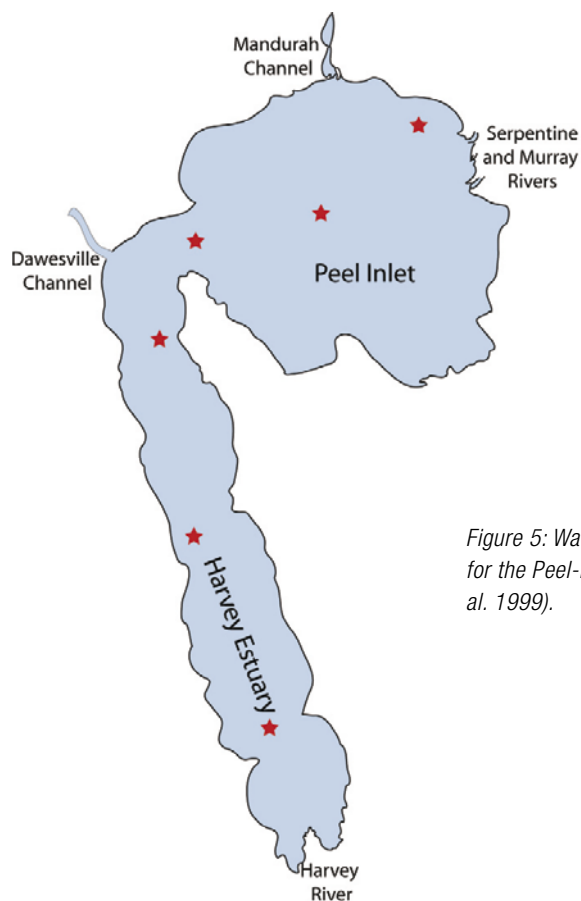 Mandurah
Channel
Serpentine
and Murray
Rivers
Dawesville
Channel
Peel Inlet
Harvey Estuary
Figure 5: Wa
for the Peel-
al. 1999).
Harvey
River